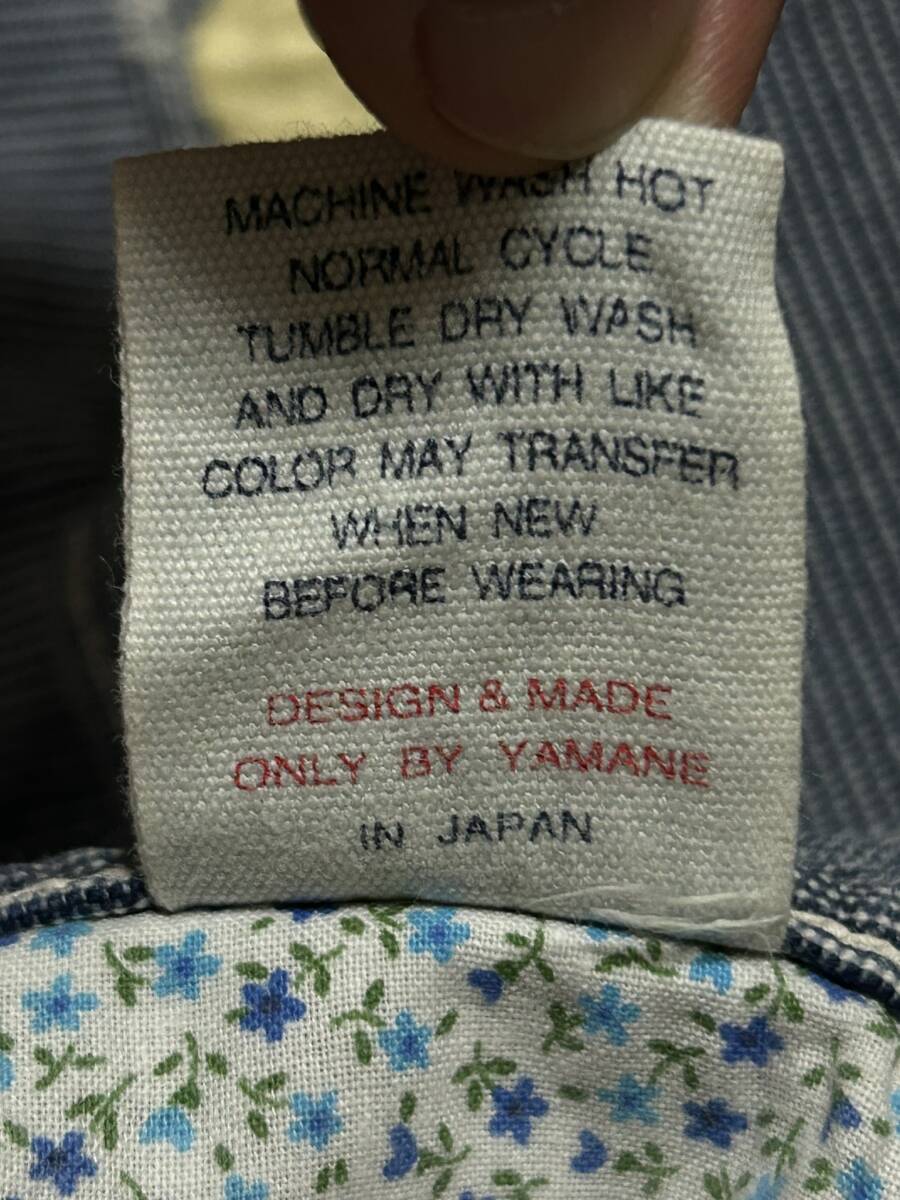 MACHINE WASH HOT
NORMAL CYCLE
TUMBLE DRY WASH
AND DRY WITH LIKE
COLOR MAY TRANSFER
WHEN NEW
BEFORE WEARING
DESIGN & MADE
ONLY BY YAMANE
IN JAPAN